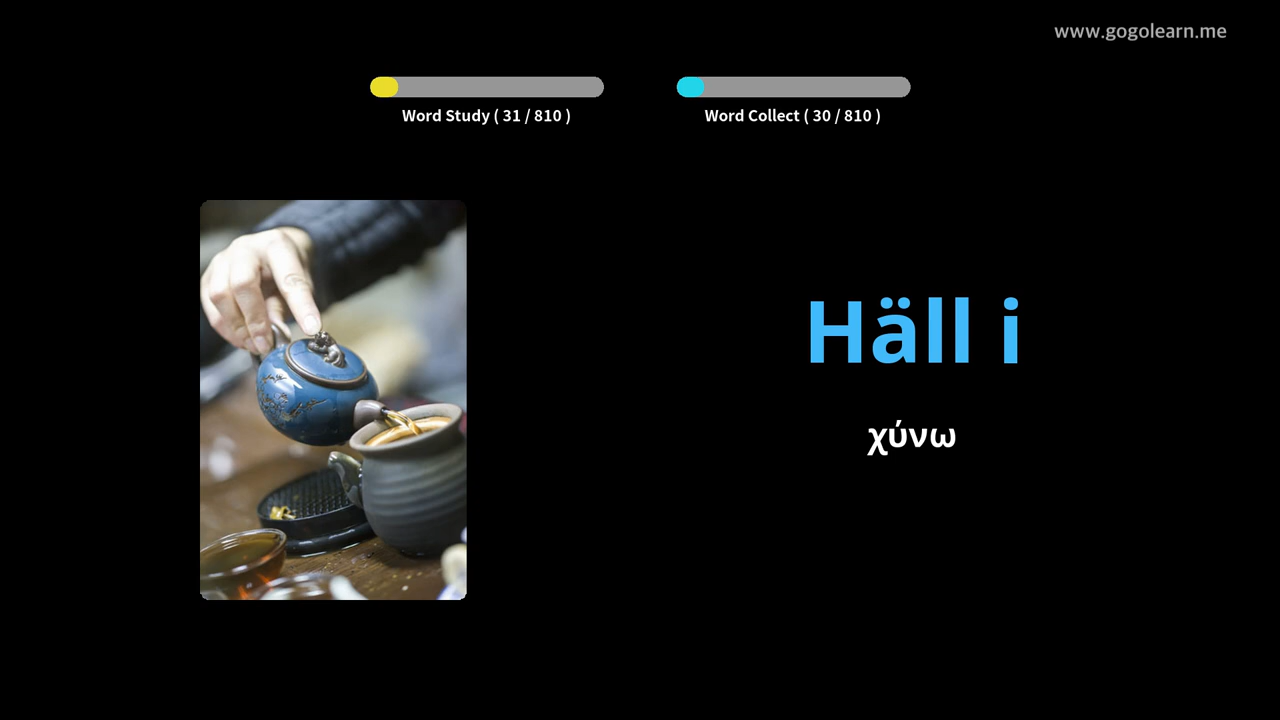 www.gogolearn.me
Word Study ( 31 / 810 )
Word Collect ( 30 / 810 )
Häll i
χύνω